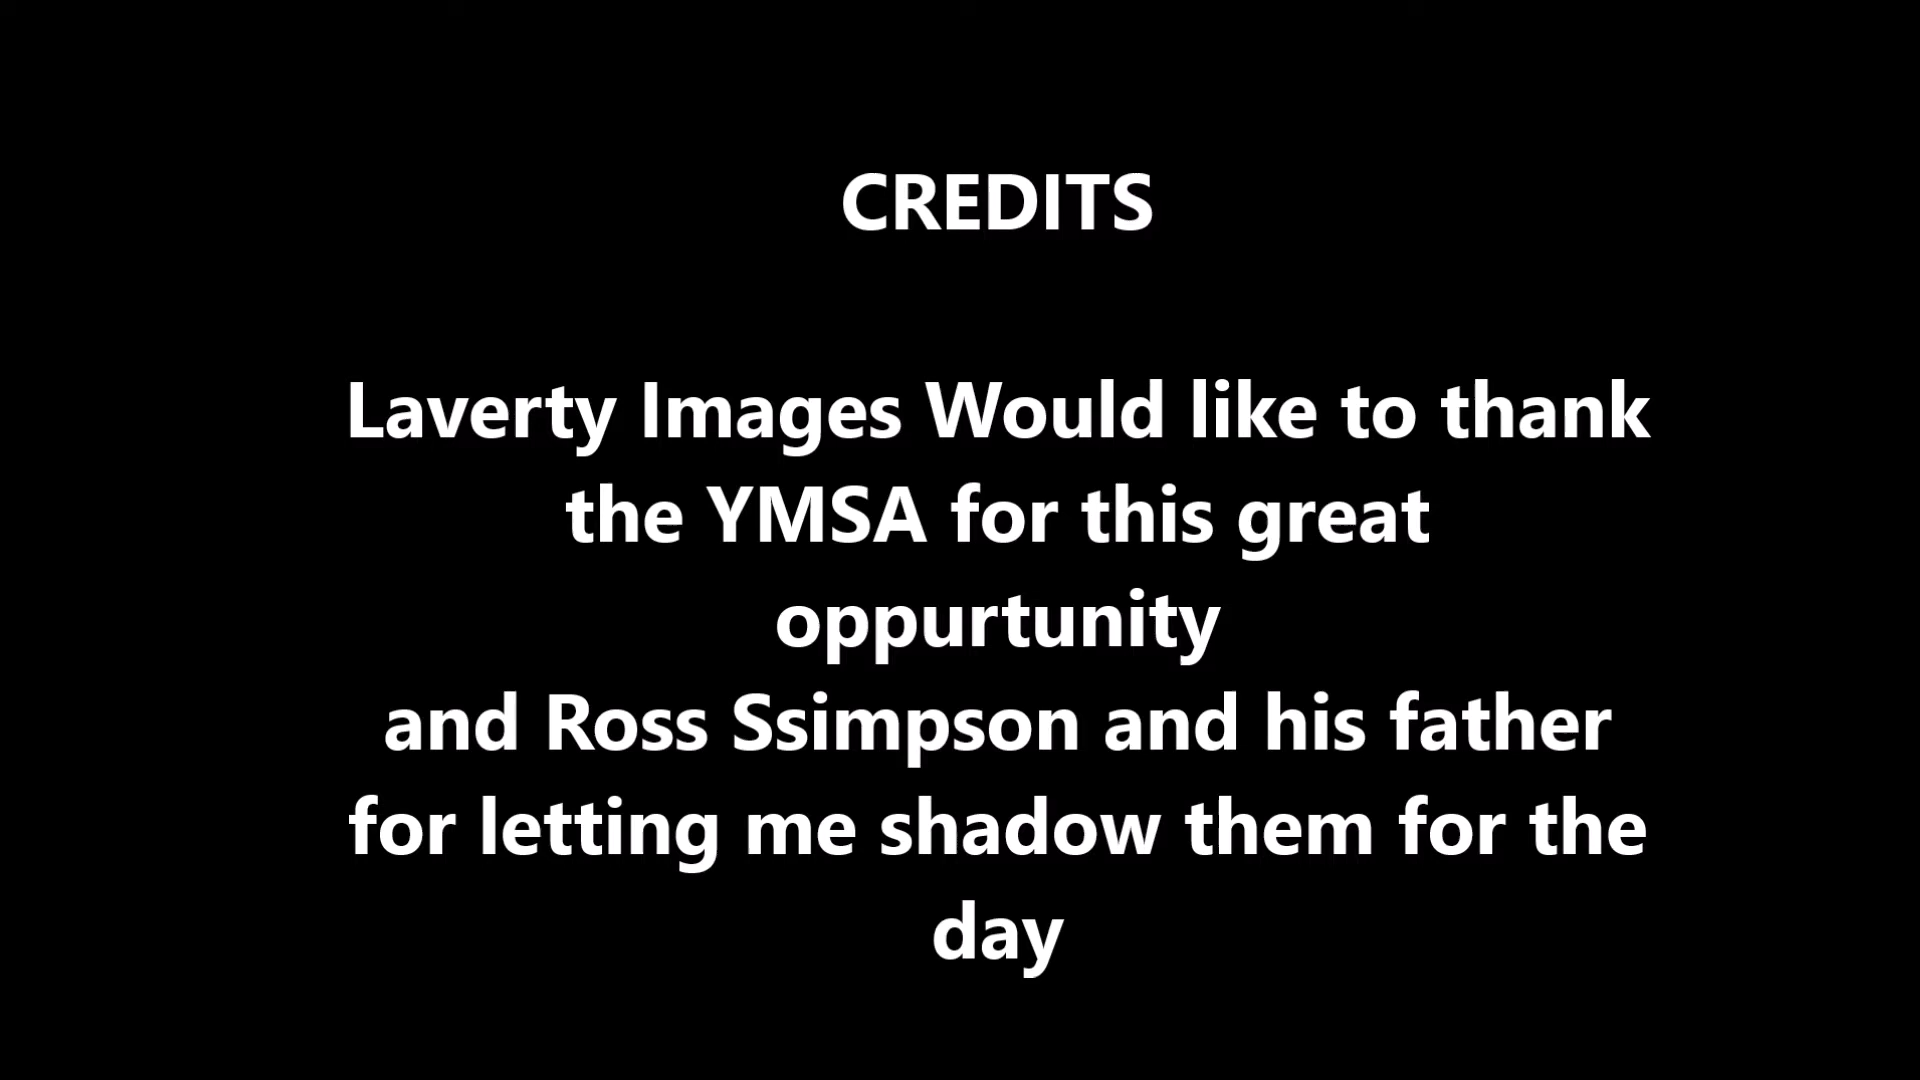 CREDITS
Laverty Images Would like to thank
the YMSA for this great
oppurtunity
and Ross Ssimpson and his father
for letting me shadow them for the
day